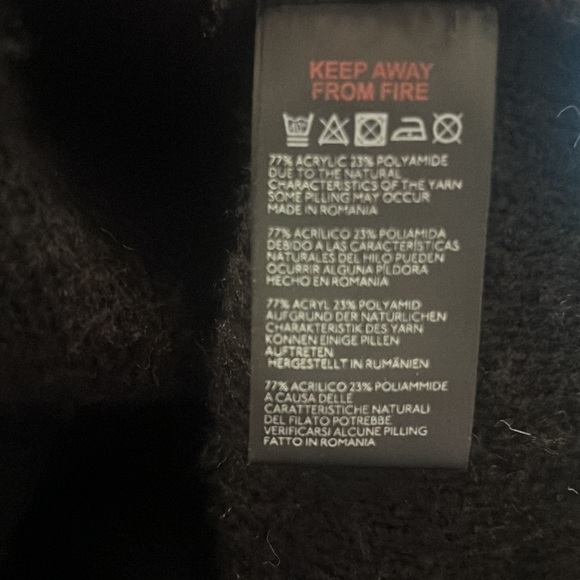 KEEP AWAY
FROM FIRE
77% ACRYLIC 23% POLYAMIDE
DUE TO THE NATURAL
CHARACTERISTICS OF THE YARN
SOME PILLING MAY OCCUR
MADE IN ROMANIA
77% ACRÍLICO 23% POLIAMIDA
DEBIDO A LAS CARACTERÍSTICAS
NATURALES DEL HILO PUEDEN
OCURRIR ALGUNA PÍLDORA
HECHO EN ROMANIA
77% ACRYL 23% POLYAMID
AUFGRUND DER NATÜRLICHEN
CHARAKTERISTIK DES YARN
KÖNNEN EINIGE PILLEN
AUFTRETEN
HERGESTELLT IN RUMÄNIEN
77% ACRILICO 23% POLIAMMIDE
A CAUSA DELLE
CARATTERISTICHE NATURALI
DEL FILATO POTREBBE
VERIFICARSI ALCUNE PILLING
FATTO IN ROMANIA